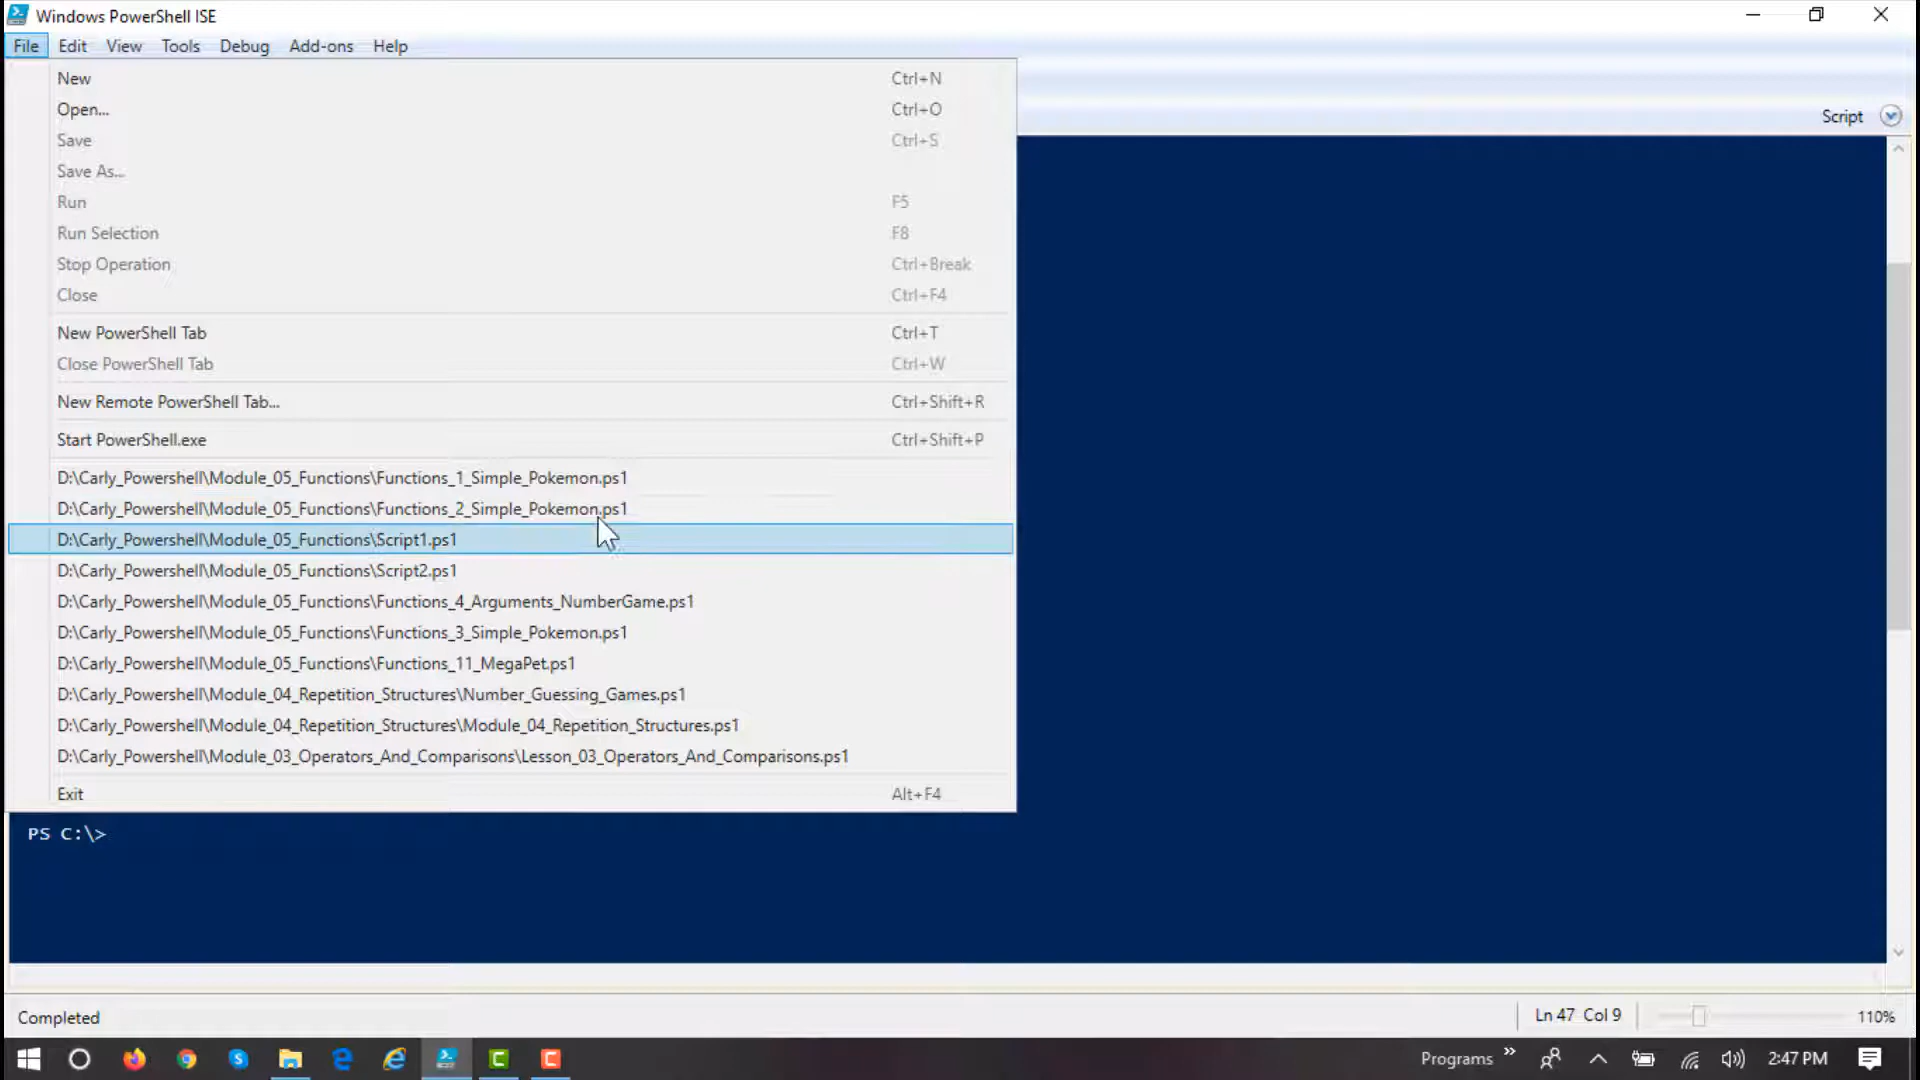 Windows PowerShell ISE
File Edit View Tools Debug Add-ons Help
New Ctrl+N
Open... Ctrl+O
Script
Save Ctrl+S
Save As...
Run F5
Run Selection F8
Stop Operation Ctrl+Break
Close Ctrl+F4
New PowerShell Tab Ctrl+T
Close PowerShell Tab Ctrl+W
New Remote PowerShell Tab... Ctrl+Shift+R
Start PowerShell.exe Ctrl+Shift+P
D:\Carly_Powershell\Module_05_Functions\Functions_1_Simple_Pokemon.ps1
D:\Carly_Powershell\Module_05_Functions\Functions_2_Simple_Pokemon.ps1
D:\Carly_Powershell\Module_05_Functions\Script1.ps1
D:\Carly_Powershell\Module_05_Functions\Script2.ps1
D:\Carly_Powershell\Module_05_Functions\Functions_4_Arguments_NumberGame.ps1
D:\Carly_Powershell\Module_05_Functions\Functions_3_Simple_Pokemon.ps1
D:\Carly_Powershell\Module_05_Functions\Functions_11_MegaPet.ps1
D:\Carly_Powershell\Module_04_Repetition_Structures\Number_Guessing_Games.ps1
D:\Carly_Powershell\Module_04_Repetition_Structures\Module_04_Repetition_Structures.ps1
D:\Carly_Powershell\Module_03_Operators_And_Comparisons\Lesson_03_Operators_And_Comparisons.ps1
Exit Alt+F4
PS C:\>
Completed Ln 47 Col 9 110%
Programs » 2:47 PM